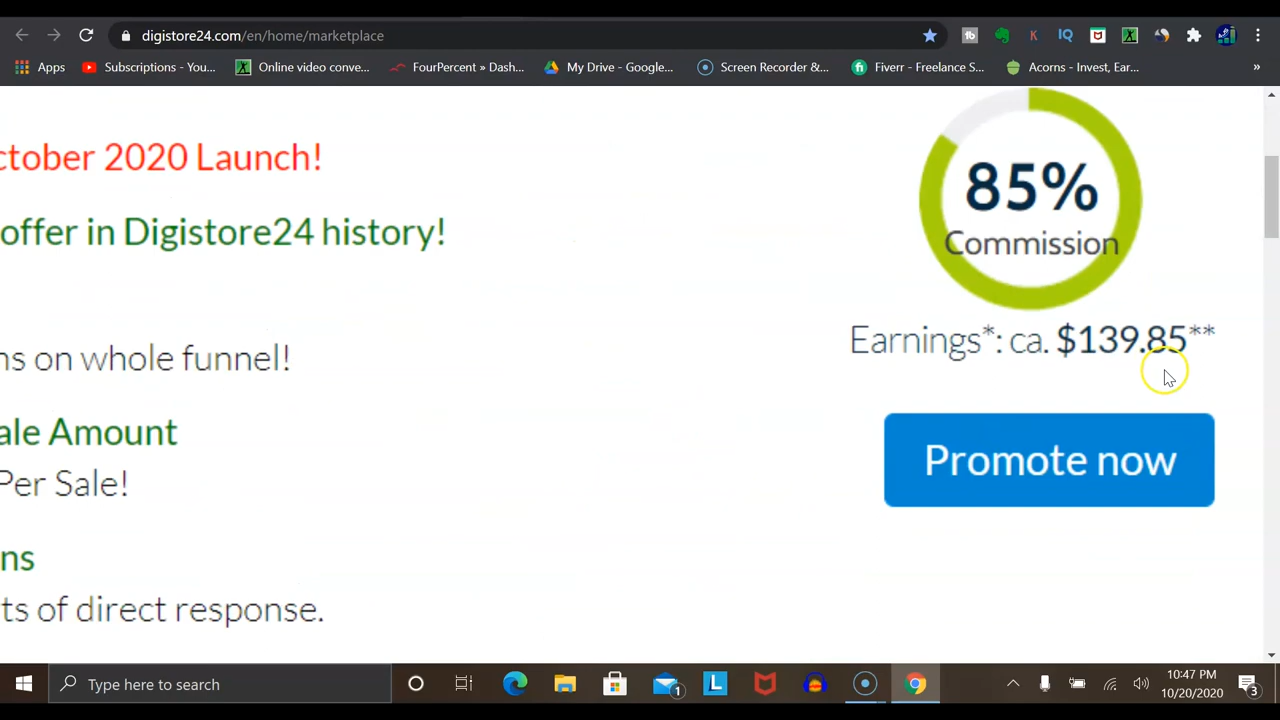 digistore24.com/en/home/marketplace
Apps
Subscriptions - You...
Online video conve...
FourPercent » Dash...
My Drive - Google...
Screen Recorder &...
Fiverr - Freelance S...
Acorns - Invest, Ear...
»
ctober 2020 Launch!
offer in Digistore24 history!
ns on whole funnel!
ale Amount
Per Sale!
ns
ts of direct response.
85%
Commission
Earnings*: ca. $139.85**
Promote now
Type here to search
10:47 PM
10/20/2020